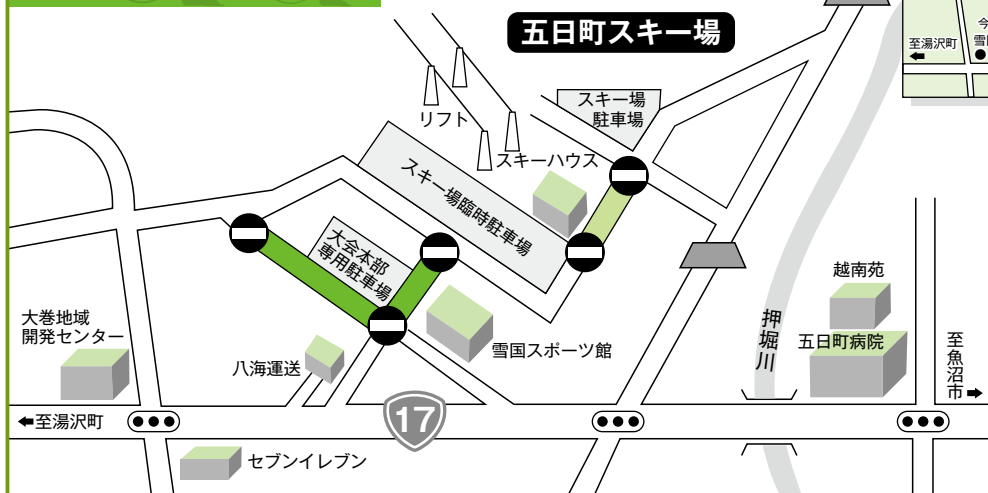 五日町スキー場
今
雪国
至湯沢町
スキー場
駐車場
リフト
スキーハウス
スキー場臨時駐車場
大会本部
専用駐車場
越南苑
五日町病院
押堀川
至魚沼市
大巻地域
開発センター
雪国スポーツ館
八海運送
至湯沢町
17
セブンイレブン